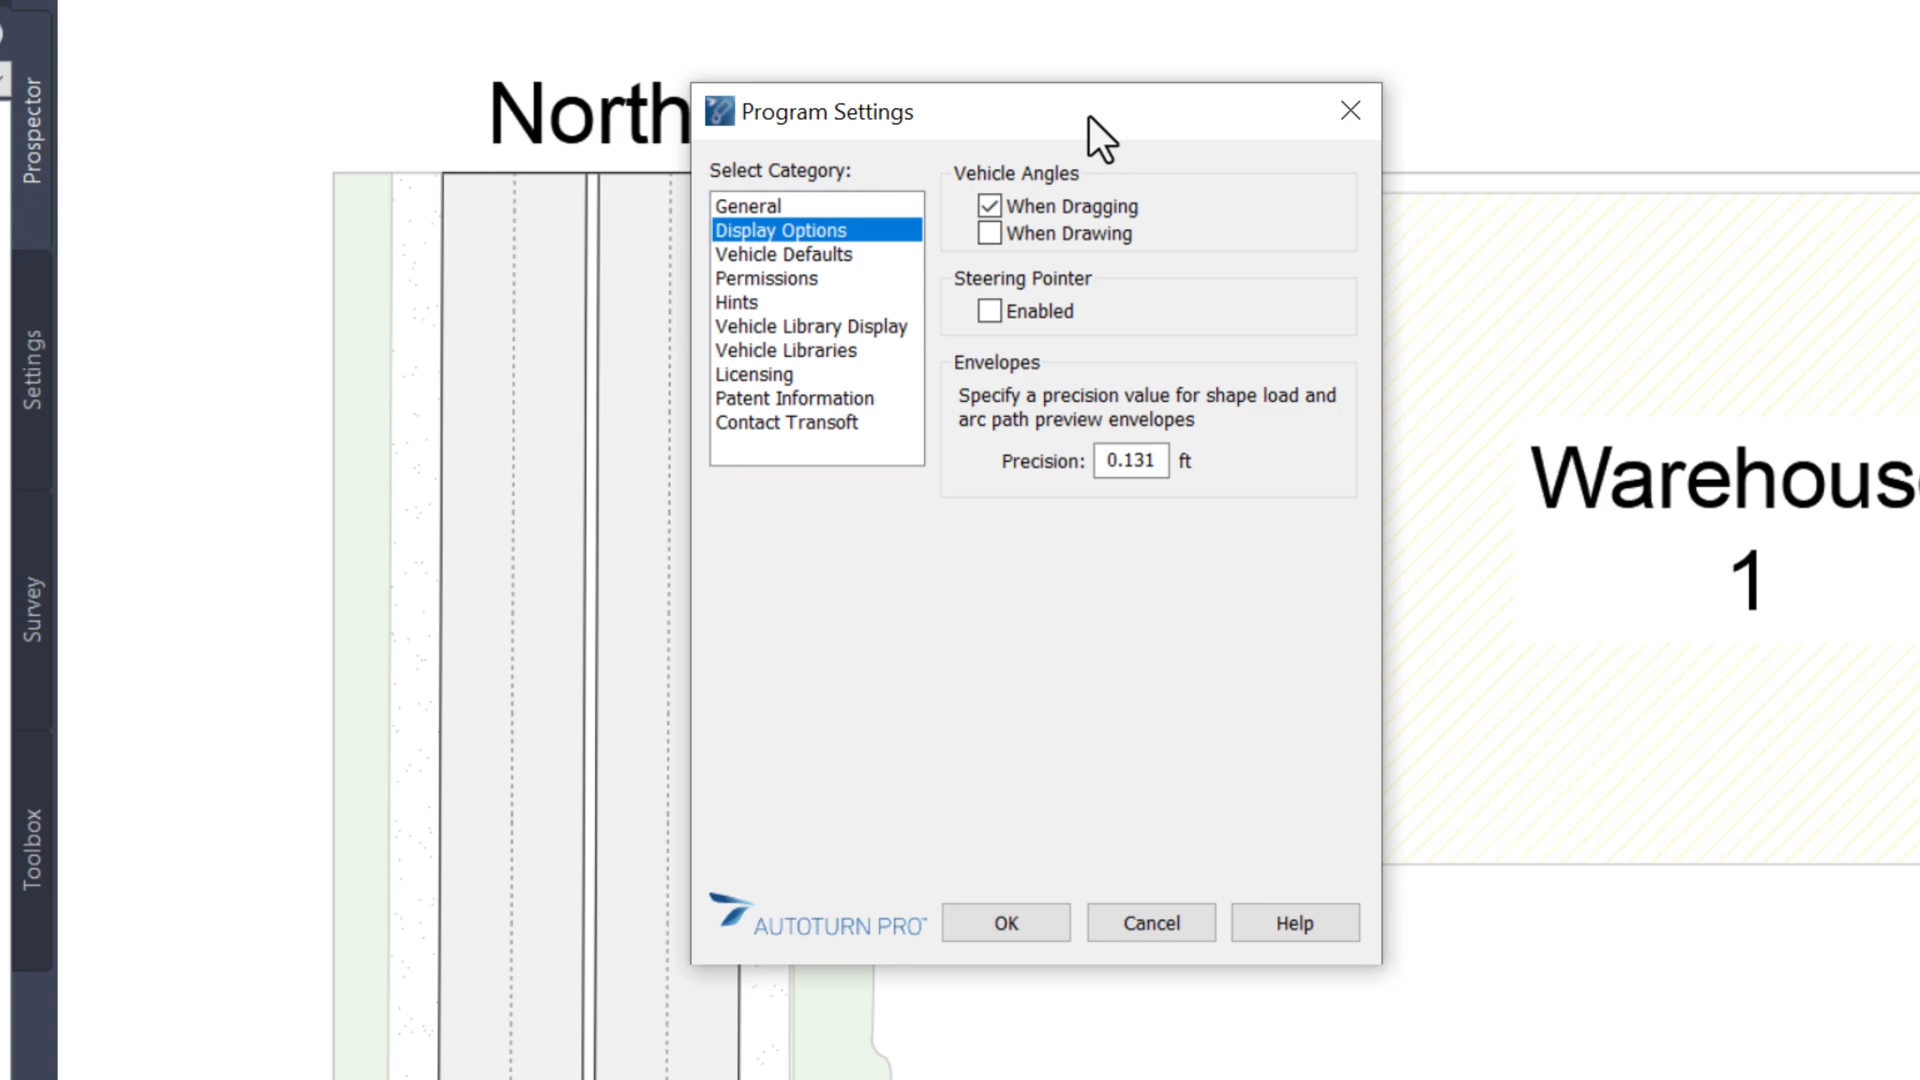 Prospector
Settings
Survey
Toolbox
North
Program Settings
Select Category:
General
Display Options
Vehicle Defaults
Permissions
Hints
Vehicle Library Display
Vehicle Libraries
Licensing
Patent Information
Contact Transoft
Vehicle Angles
When Dragging
When Drawing
Steering Pointer
Enabled
Envelopes
Specify a precision value for shape load and
arc path preview envelopes
Precision: 0.131 ft
AUTOTURN PRO™
OK
Cancel
Help
Warehous
1